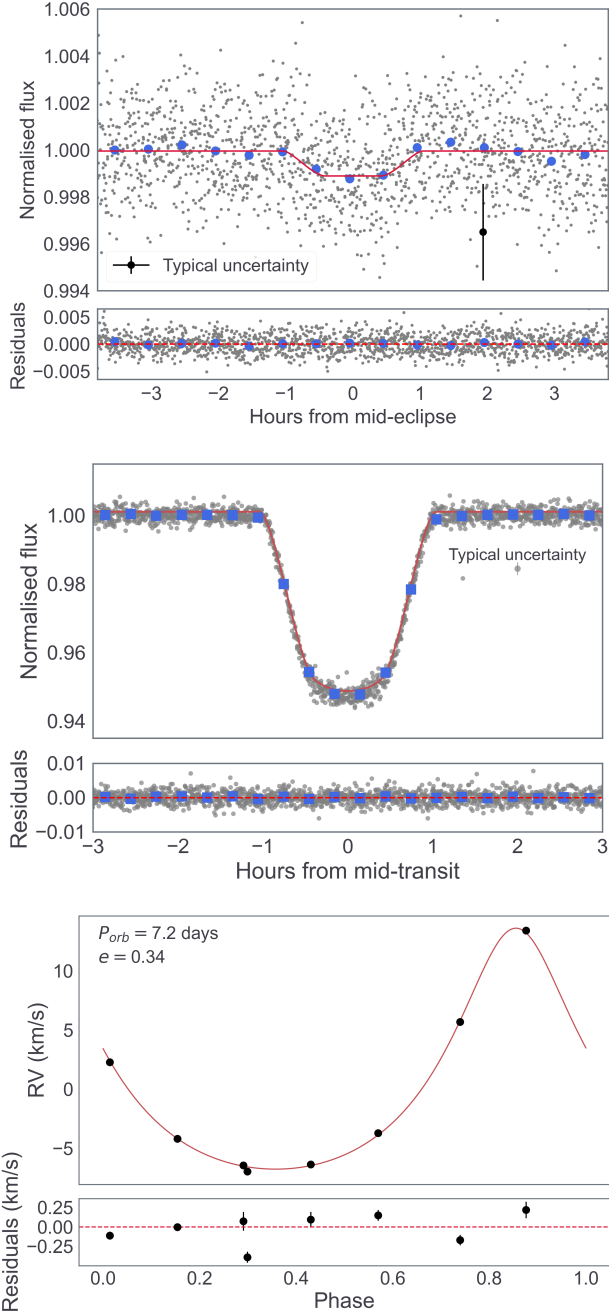 1.006
1.004
1.002
1.000
0.998
0.996
0.994
Normalised flux
Typical uncertainty
0.005
0.000
−0.005
Residuals
−3 −2 −1 0 1 2 3
Hours from mid-eclipse
1.00
0.98
0.96
0.94
Normalised flux
Typical uncertainty
0.01
0.00
−0.01
Residuals
−3 −2 −1 0 1 2 3
Hours from mid-transit
P_orb = 7.2 days
e = 0.34
10
5
0
−5
RV (km/s)
0.25
0.00
−0.25
Residuals (km/s)
0.0 0.2 0.4 0.6 0.8 1.0
Phase